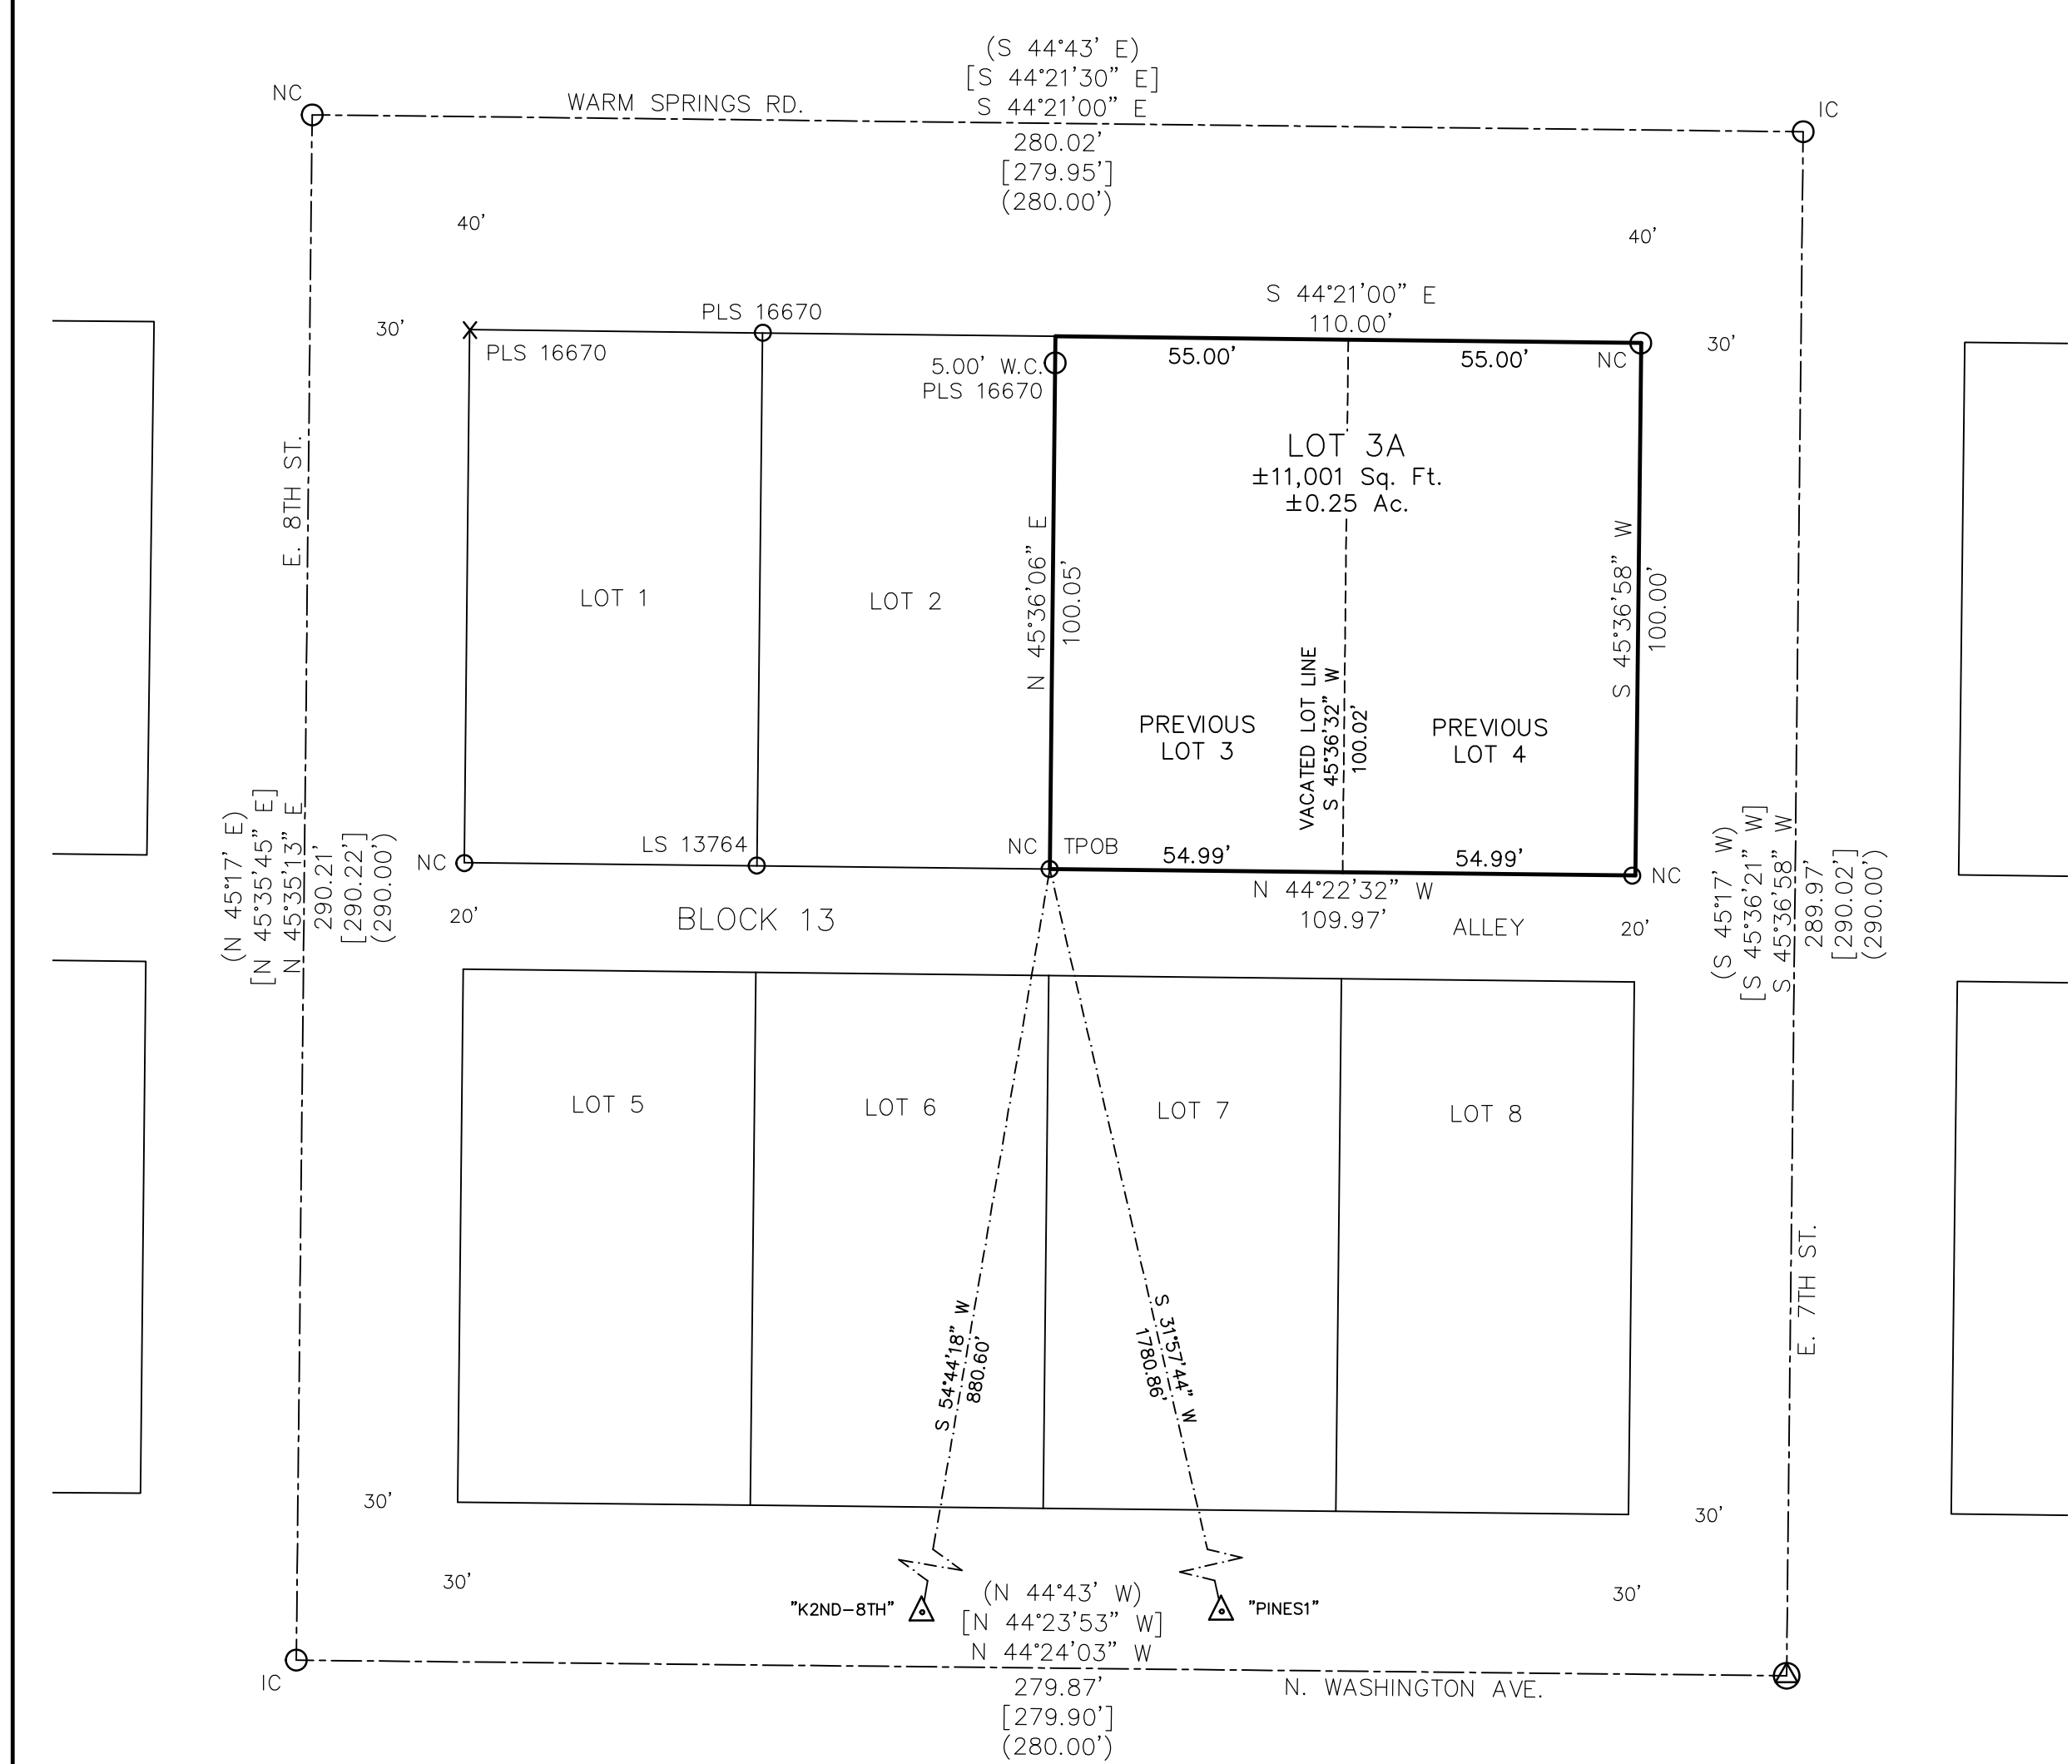 (S 44°43' E)
[S 44°21'30" E]
S 44°21'00" E
NC
WARM SPRINGS RD.
IC
280.02'
[279.95']
(280.00')
40'
40'
S 44°21'00" E
110.00'
PLS 16670
30'
PLS 16670
5.00' W.C.
PLS 16670
55.00'
55.00'
NC
30'
LOT 3A
±11,001 Sq. Ft.
±0.25 Ac.
E. 8TH ST.
LOT 1
LOT 2
N 45°36'06" E
100.05'
S 45°36'58" W
100.00'
VACATED LOT LINE
S 45°36'32" W
100.02'
PREVIOUS
LOT 3
PREVIOUS
LOT 4
(N 45°17' E)
[N 45°35'45" E]
N 45°35'13" E
290.21'
[290.22']
(290.00')
NC
LS 13764
NC
TPOB
54.99'
54.99'
NC
N 44°22'32" W
109.97'
(S 45°17' W)
[S 45°36'21" W]
S 45°36'58" W
289.97'
[290.02']
(290.00')
20'
BLOCK 13
ALLEY
20'
LOT 5
LOT 6
LOT 7
LOT 8
E. 7TH ST.
S 54°44'18" W
880.60'
S 31°57'44" W
1780.86'
30'
30'
30'
30'
"K2ND-8TH"
"PINES1"
(N 44°43' W)
[N 44°23'53" W]
N 44°24'03" W
IC
279.87'
[279.90']
(280.00')
N. WASHINGTON AVE.